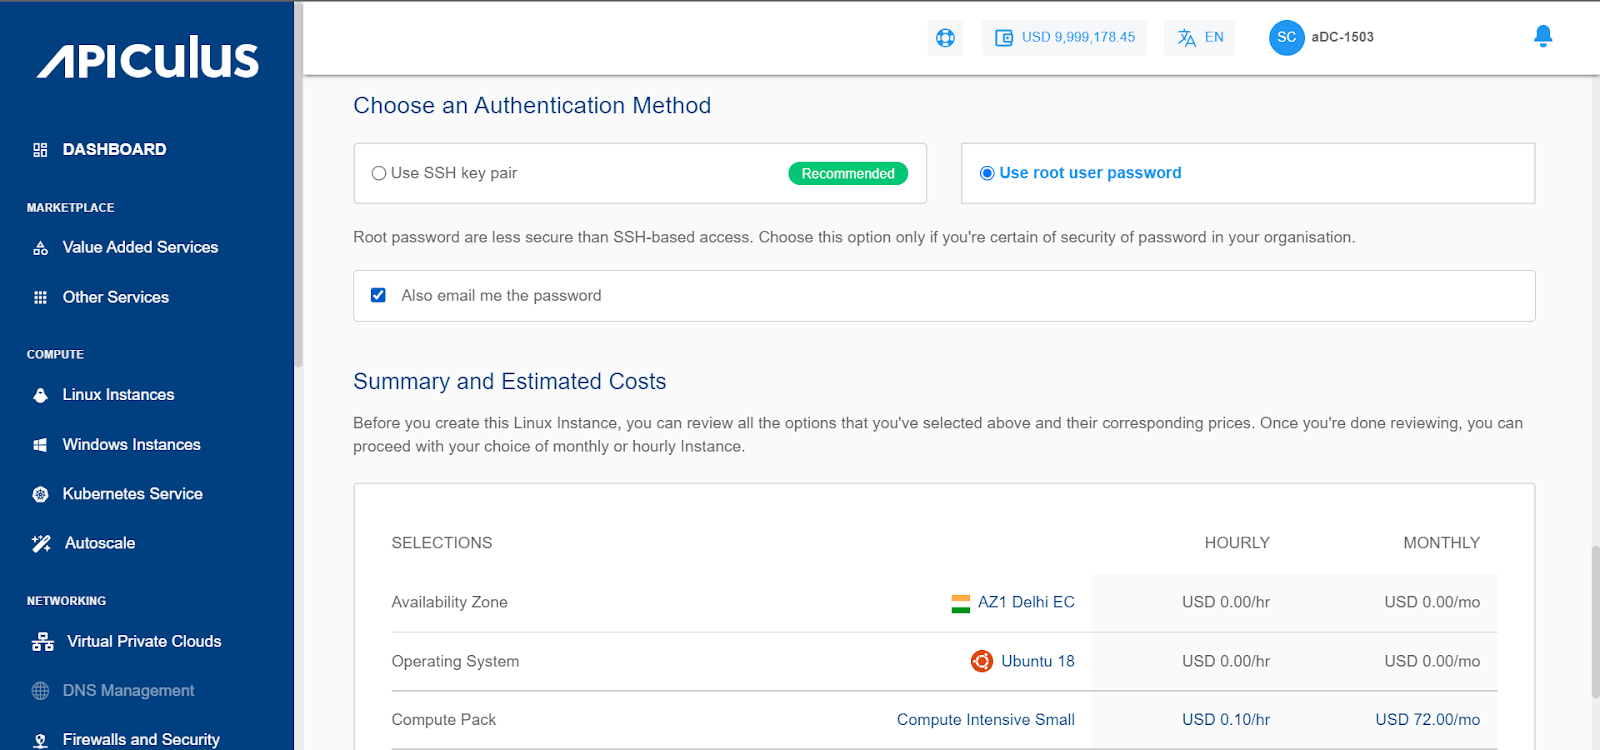 APICULUS
USD 9,999,178.45
EN
SC
aDC-1503
DASHBOARD
MARKETPLACE
Value Added Services
Other Services
COMPUTE
Linux Instances
Windows Instances
Kubernetes Service
Autoscale
NETWORKING
Virtual Private Clouds
DNS Management
Firewalls and Security
Choose an Authentication Method
Use SSH key pair
Recommended
Use root user password
Root password are less secure than SSH-based access. Choose this option only if you're certain of security of password in your organisation.
Also email me the password
Summary and Estimated Costs
Before you create this Linux Instance, you can review all the options that you've selected above and their corresponding prices. Once you're done reviewing, you can
proceed with your choice of monthly or hourly Instance.
SELECTIONS HOURLY MONTHLY
Availability Zone AZ1 Delhi EC USD 0.00/hr USD 0.00/mo
Operating System Ubuntu 18 USD 0.00/hr USD 0.00/mo
Compute Pack Compute Intensive Small USD 0.10/hr USD 72.00/mo